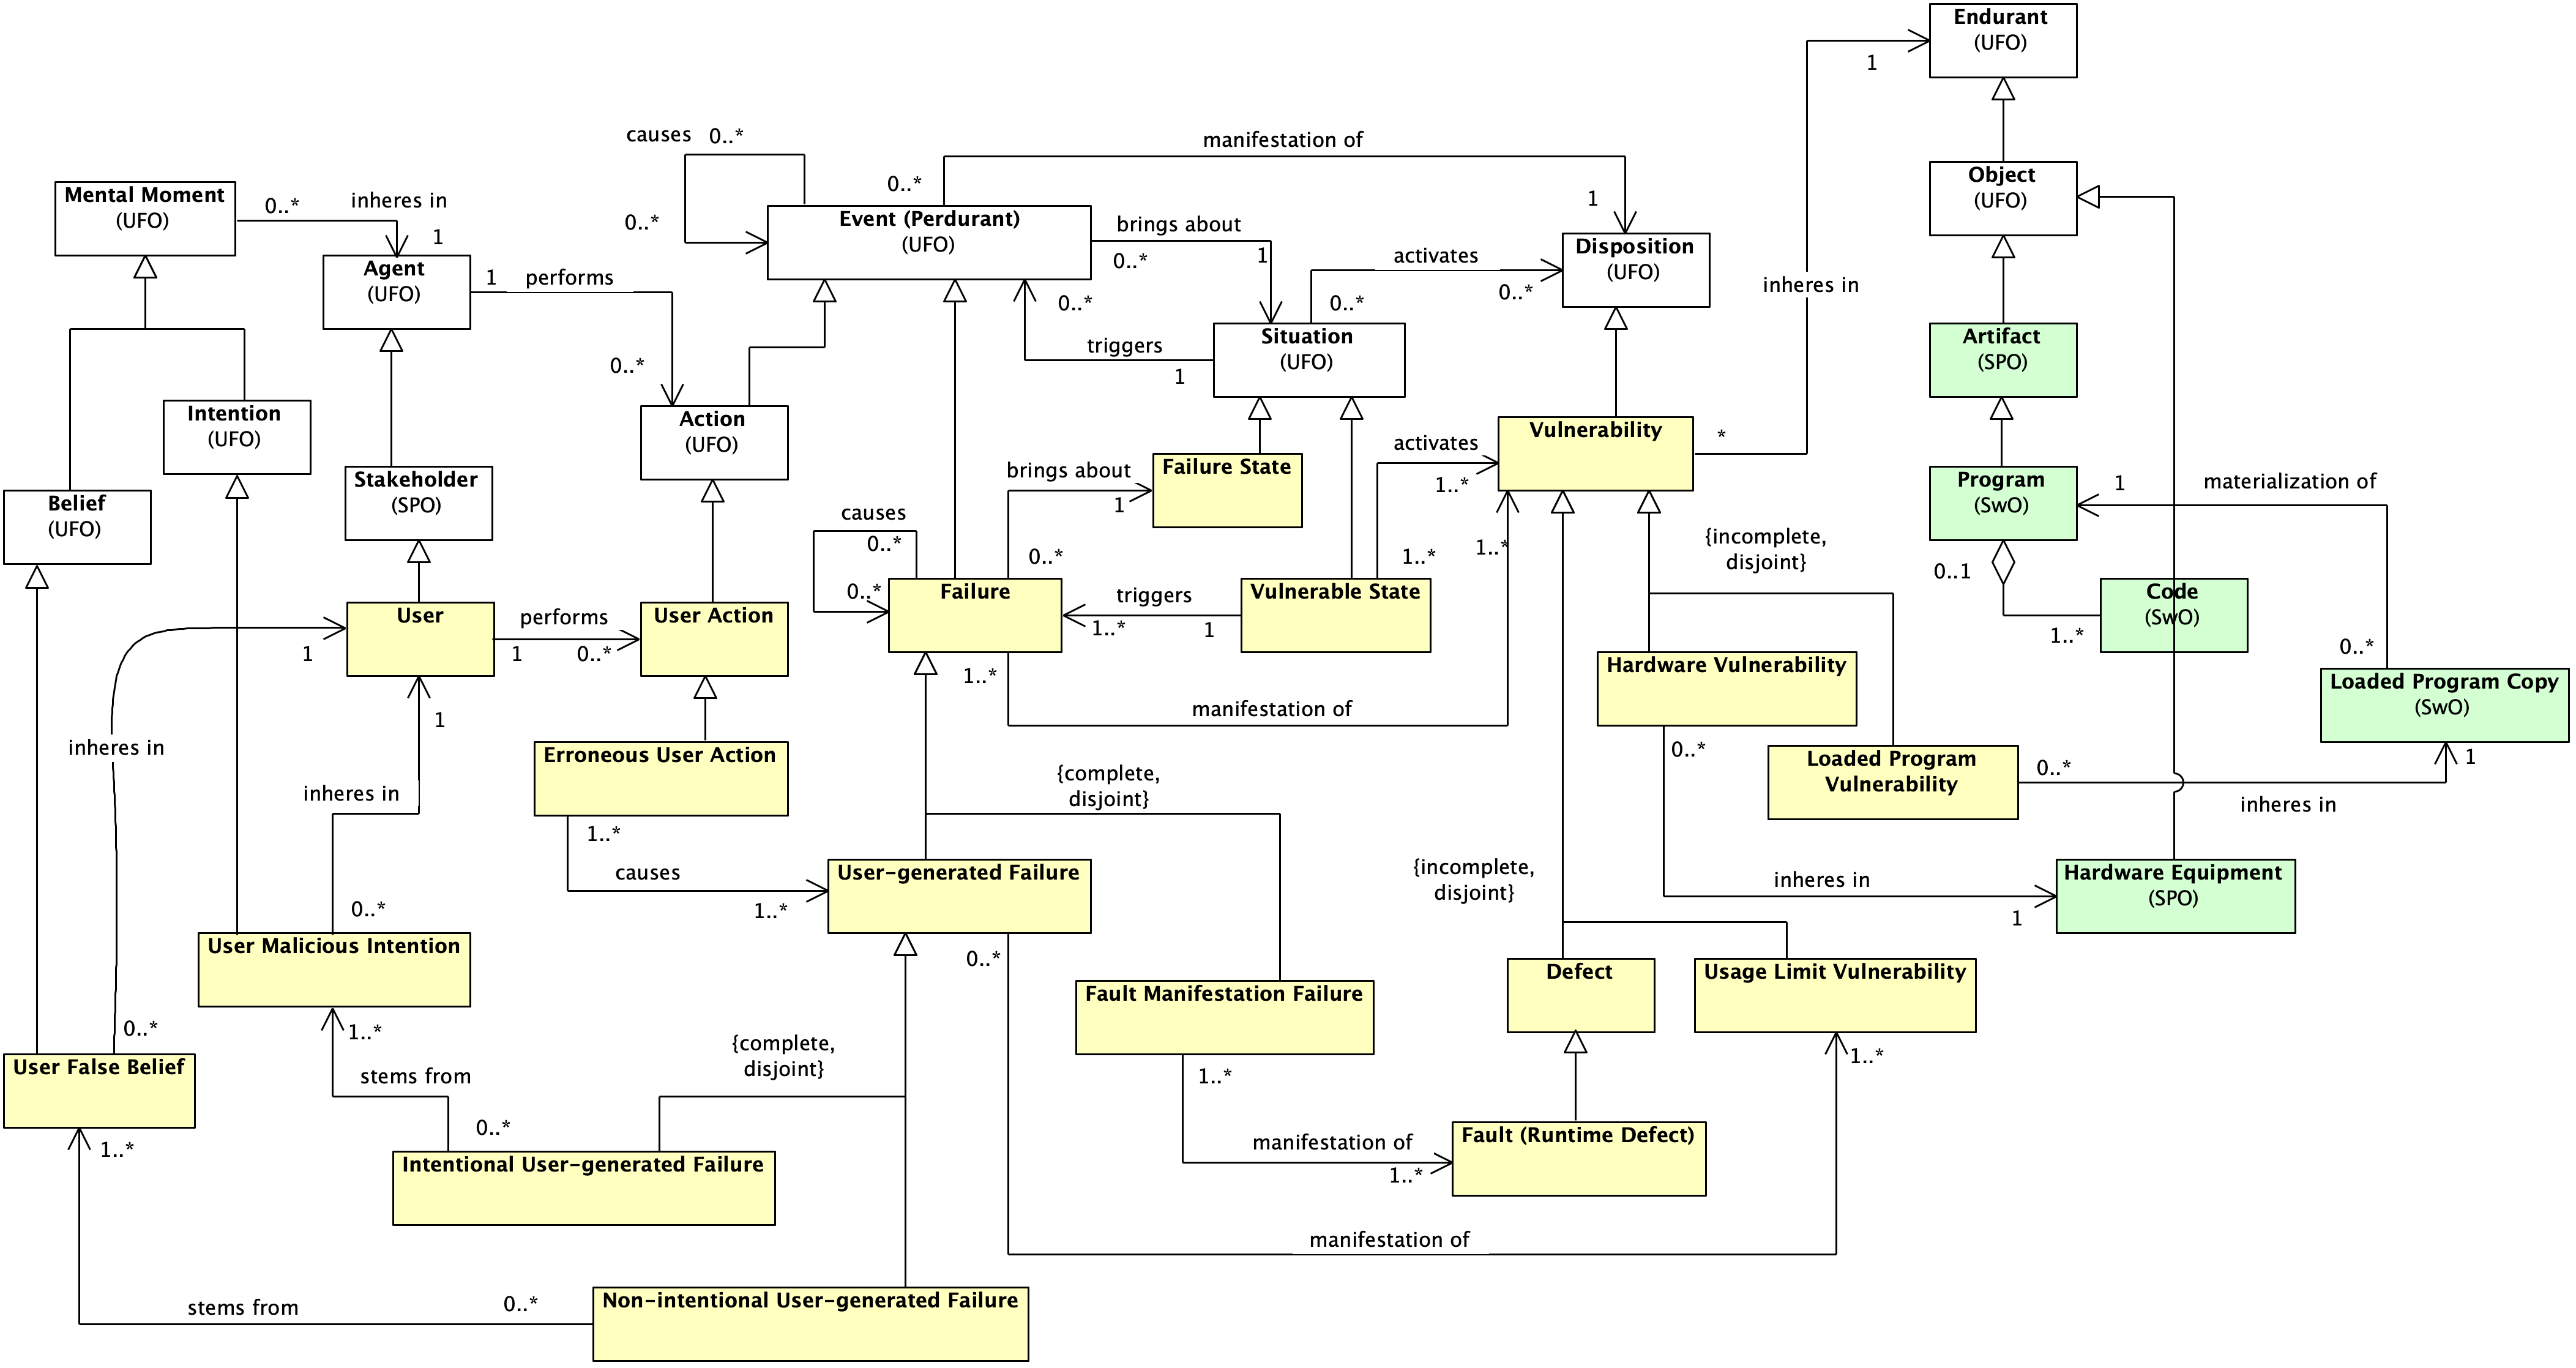 Endurant
(UFO)
1
causes
0..*
manifestation of
0..*
0..*
1
Mental Moment
(UFO)
0..*
inheres in
1
Event (Perdurant)
(UFO)
brings about
0..*
1
Disposition
(UFO)
Object
(UFO)
Agent
(UFO)
1
performs
0..*
activates
0..*
0..*
0..*
inheres in
Situation
(UFO)
triggers
1
Artifact
(SPO)
Intention
(UFO)
Action
(UFO)
Vulnerability
*
activates
1..*
1..*
Belief
(UFO)
Stakeholder
(SPO)
brings about
1
0..*
Failure State
Program
(SwO)
1
materialization of
causes
0..*
0..*
1..*
{incomplete,
disjoint}
0..1
Code
(SwO)
1..*
0..*
User
1
performs
1
0..*
User Action
Failure
triggers
1..*
1
Vulnerable State
1..*
manifestation of
Hardware Vulnerability
0..*
Loaded Program Copy
(SwO)
1
inheres in
1
inheres in
Erroneous User Action
1..*
causes
1..*
{complete,
disjoint}
Loaded Program
Vulnerability
0..*
inheres in
User-generated Failure
0..*
{incomplete,
disjoint}
inheres in
1
Hardware Equipment
(SPO)
0..*
User Malicious Intention
1..*
0..*
Fault Manifestation Failure
1..*
Defect
Usage Limit Vulnerability
1..*
User False Belief
1..*
stems from
0..*
{complete,
disjoint}
Intentional User-generated Failure
manifestation of
1..*
Fault (Runtime Defect)
manifestation of
stems from
0..*
Non-intentional User-generated Failure